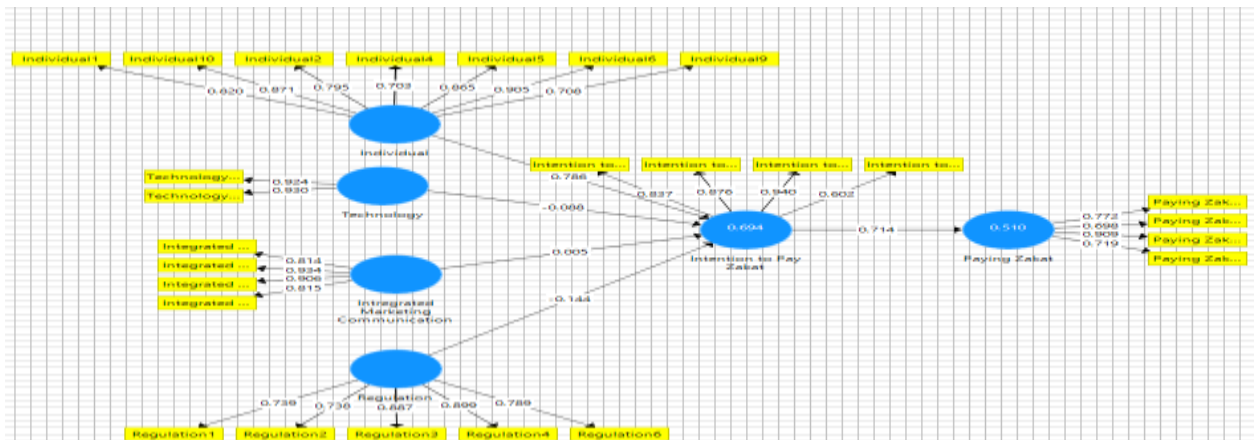 Individual1 Individual10 Individual2 Individual4 Individual5 Individual6 Individual9
0.820 0.871 0.795 0.703 0.865 0.905 0.708
Individual
Intention to... Intention to... Intention to... Intention to...
0.786 0.837 0.876 0.940 0.602
Technology... 0.924
Technology... 0.930
Technology
-0.088
Paying Zak...
Paying Zak...
Paying Zak...
Paying Zak...
0.772
0.698
0.909
0.719
0.694
0.714
0.510
Intention to Pay
Zakat
Paying Zakat
Integrated ... 0.814
Integrated ... 0.934
Integrated ... 0.906
Integrated ... 0.815
0.005
Intregrated
Marketing
Communication
0.144
Regulation
0.739 0.736 0.887 0.899 0.789
Regulation1 Regulation2 Regulation3 Regulation4 Regulation6